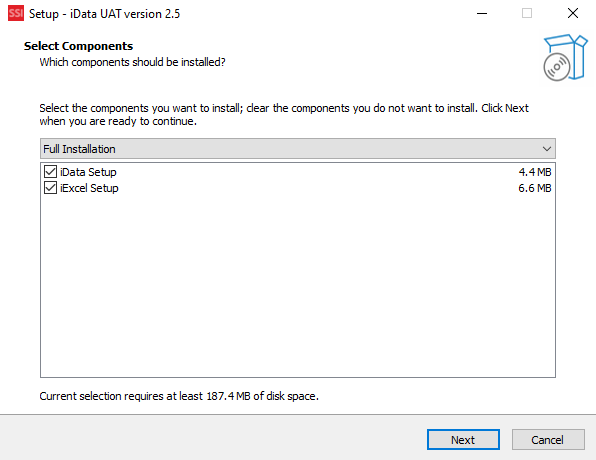 SSI Setup - iData UAT version 2.5
Select Components
Which components should be installed?
Select the components you want to install; clear the components you do not want to install. Click Next
when you are ready to continue.
Full Installation
iData Setup 4.4 MB
iExcel Setup 6.6 MB
Current selection requires at least 187.4 MB of disk space.
Next Cancel